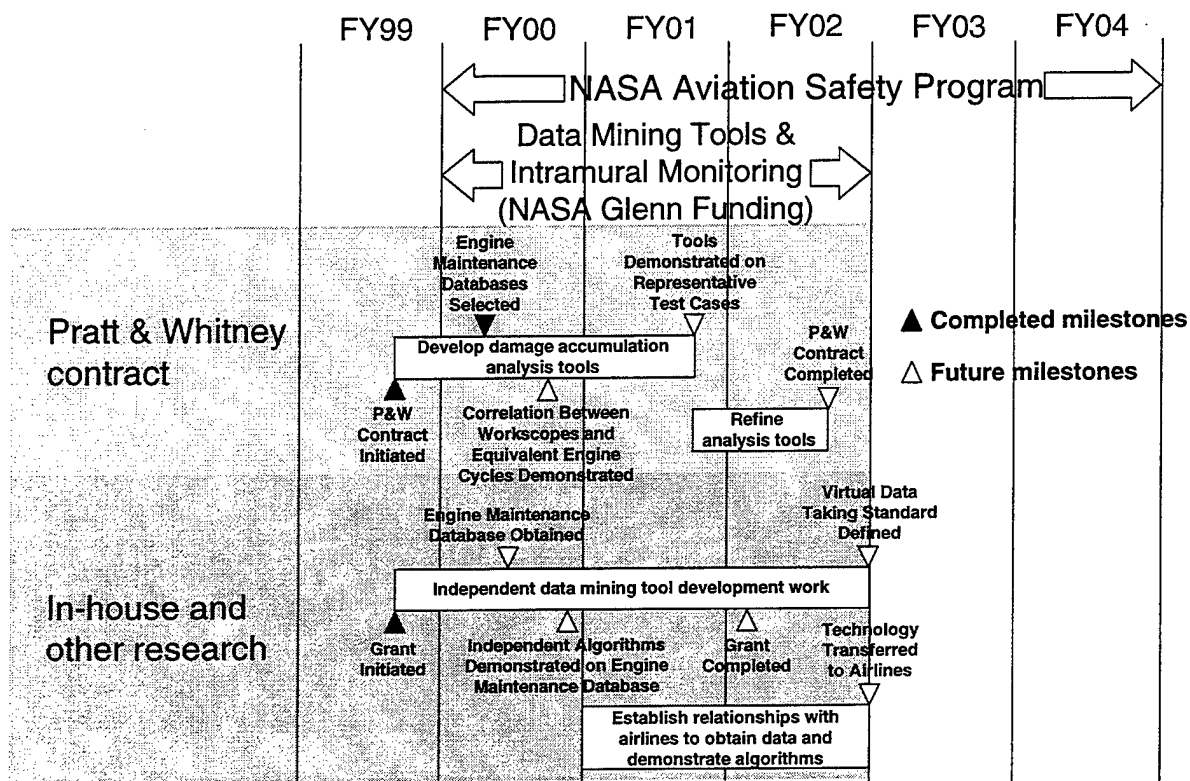 FY99 FY00 FY01 FY02 FY03 FY04
NASA Aviation Safety Program
Data Mining Tools &
Intramural Monitoring
(NASA Glenn Funding)
Pratt & Whitney
contract
Engine
Maintenance
Databases
Selected
Tools
Demonstrated on
Representative
Test Cases
Develop damage accumulation
analysis tools
P&W
Contract
Initiated
Correlation Between
Workscopes and
Equivalent Engine
Cycles Demonstrated
P&W
Contract
Completed
Refine
analysis tools
Completed milestones
Future milestones
In-house and
other research
Engine Maintenance
Database Obtained
Virtual Data
Taking Standard
Defined
Independent data mining tool development work
Grant
Initiated
Independent Algorithms
Demonstrated on Engine
Maintenance Database
Grant
Completed
Technology
Transferred
to Airlines
Establish relationships with
airlines to obtain data and
demonstrate algorithms